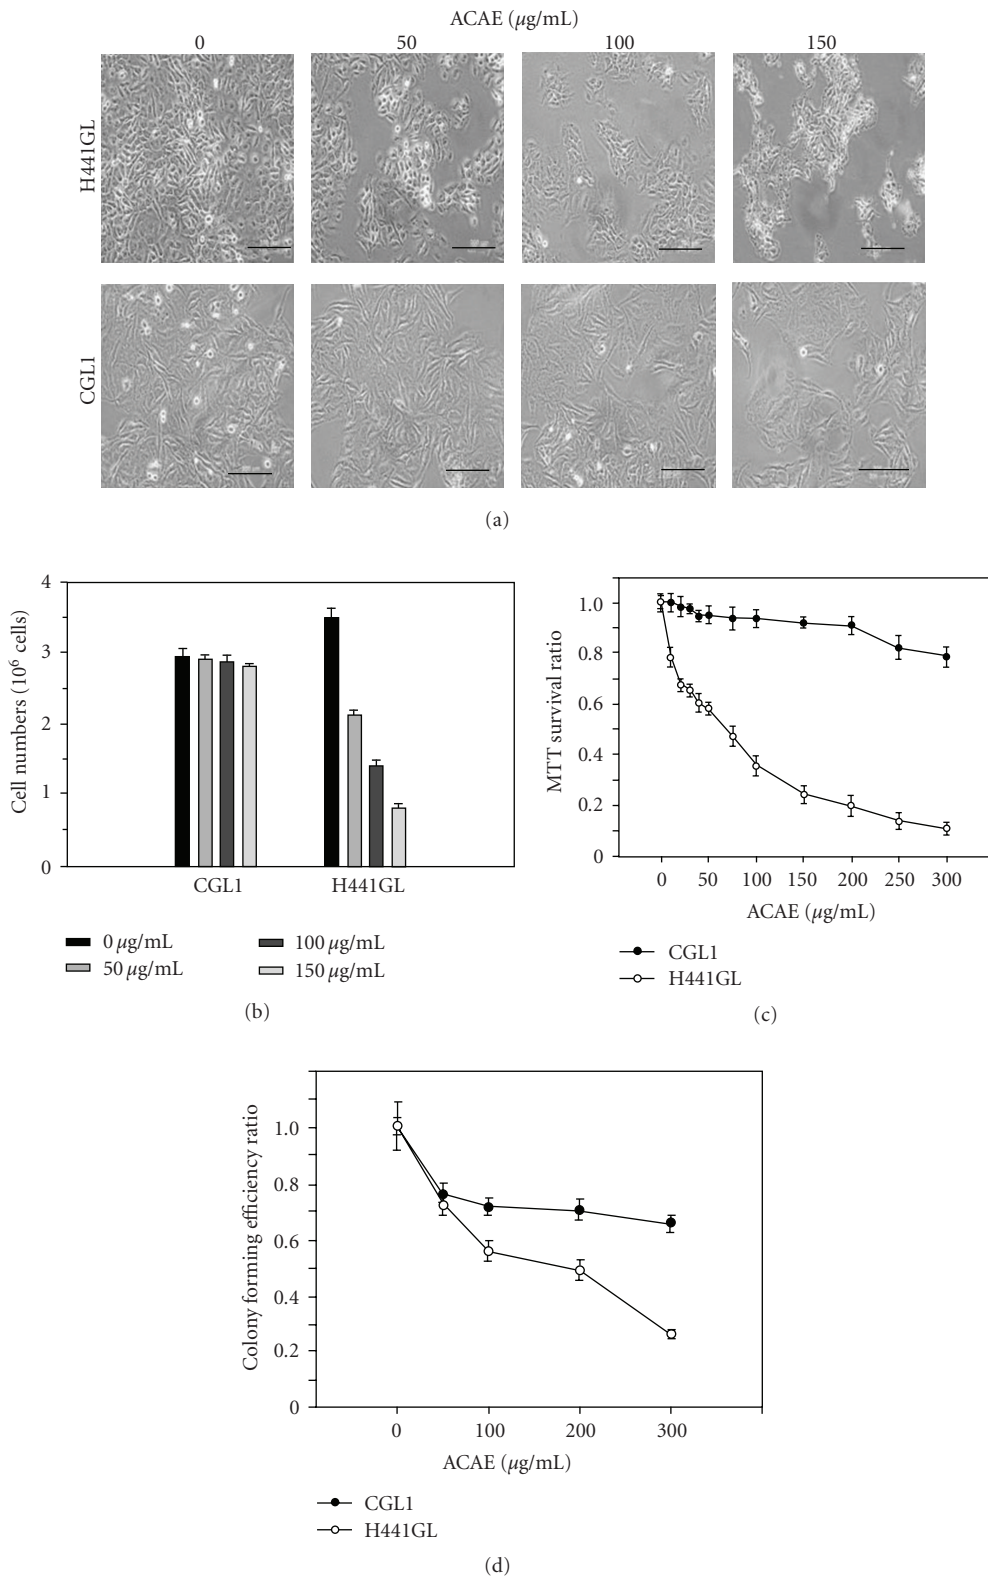 ACAE (µg/mL)
0 50 100 150
H441GL
CGL1
(a)
Cell numbers (10⁶ cells)
4
3
2
1
0
CGL1 H441GL
0 µg/mL 100 µg/mL
50 µg/mL 150 µg/mL
(b)
MTT survival ratio
1.0
0.8
0.6
0.4
0.2
0
0 50 100 150 200 250 300
ACAE (µg/mL)
CGL1
H441GL
(c)
Colony forming efficiency ratio
1.0
0.8
0.6
0.4
0.2
0
0 100 200 300
ACAE (µg/mL)
CGL1
H441GL
(d)